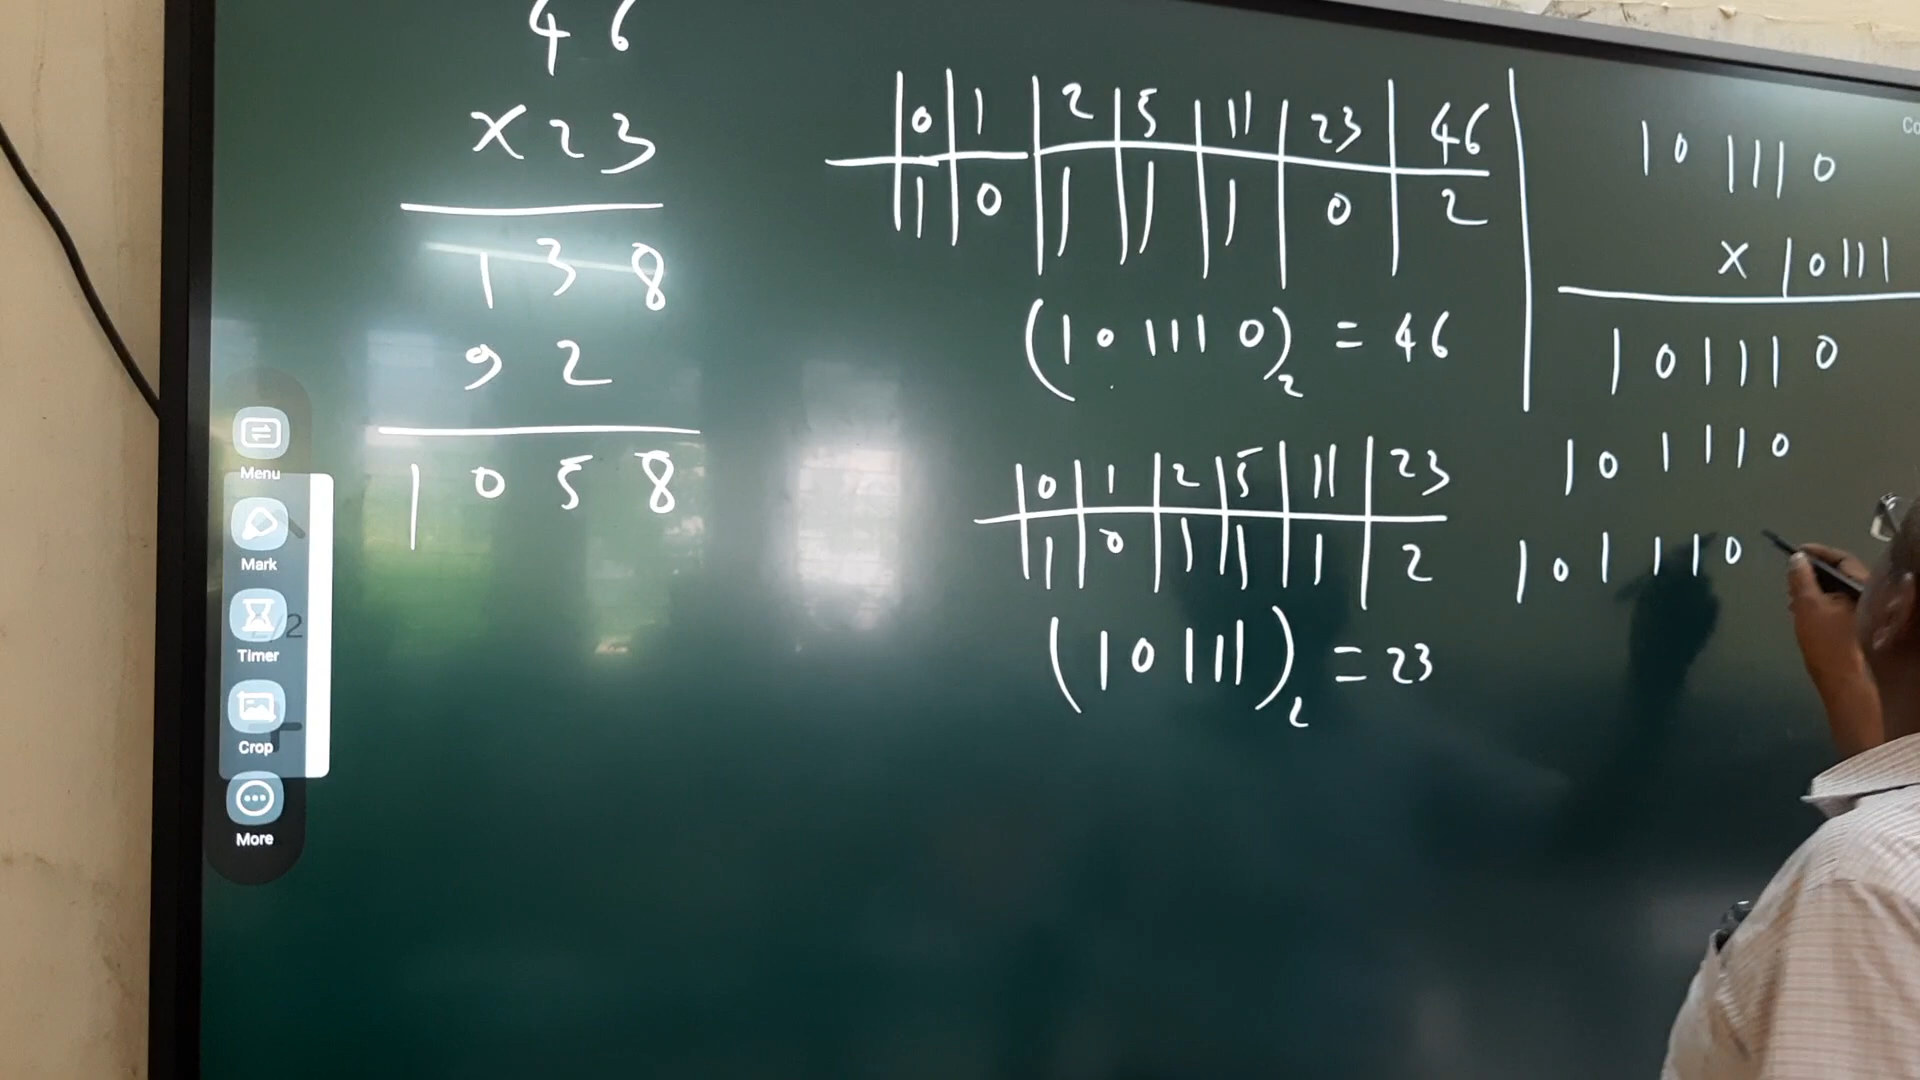 46
×23
138
92
1058
0 1 2 5 11 23 46
1 0 1 1 1 0 2
(101110)₂ = 46
0 1 2 5 11 23
1 0 1 1 1 2
(10111)₂ = 23
101110
× 10111
101110
101110
101110
Menu
Mark
Timer
Crop
More